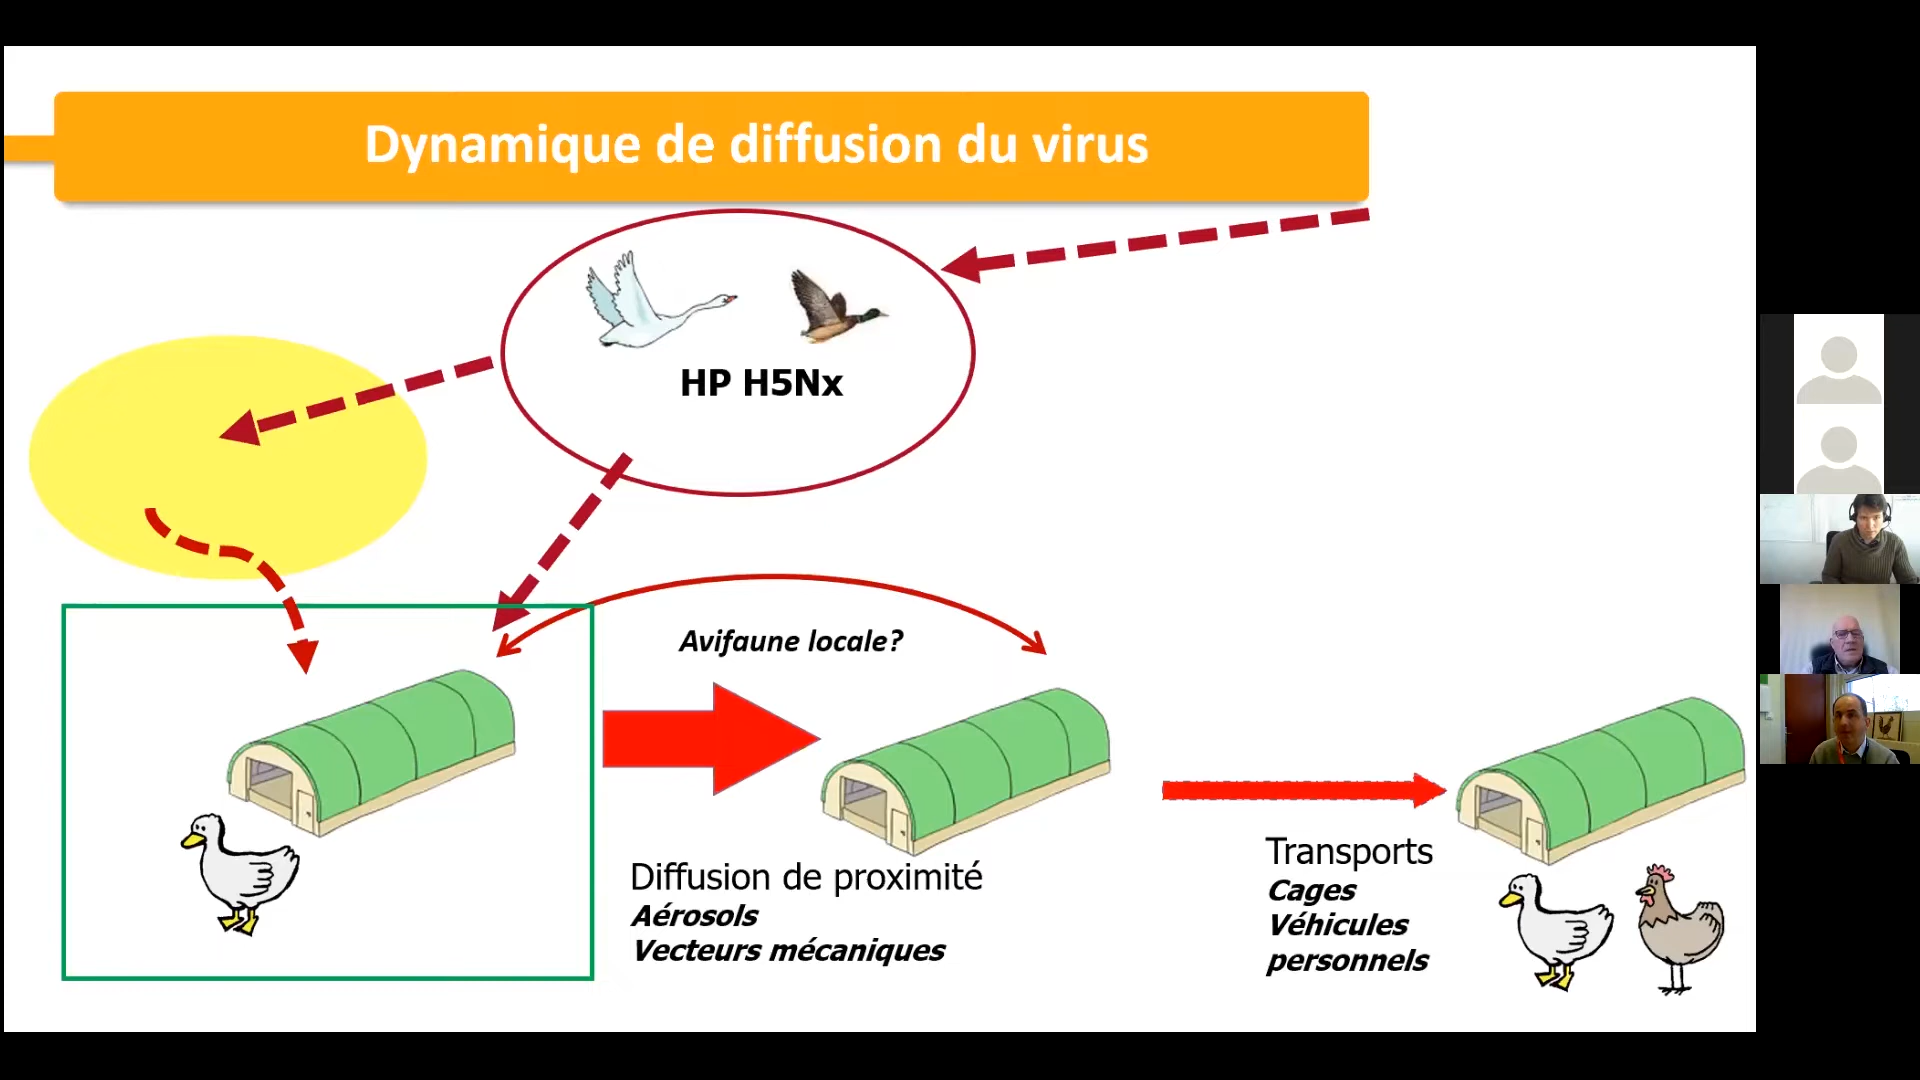 Dynamique de diffusion du virus
HP H5Nx
Avifaune locale?
Diffusion de proximité
Aérosols
Vecteurs mécaniques
Transports
Cages
Véhicules
personnels